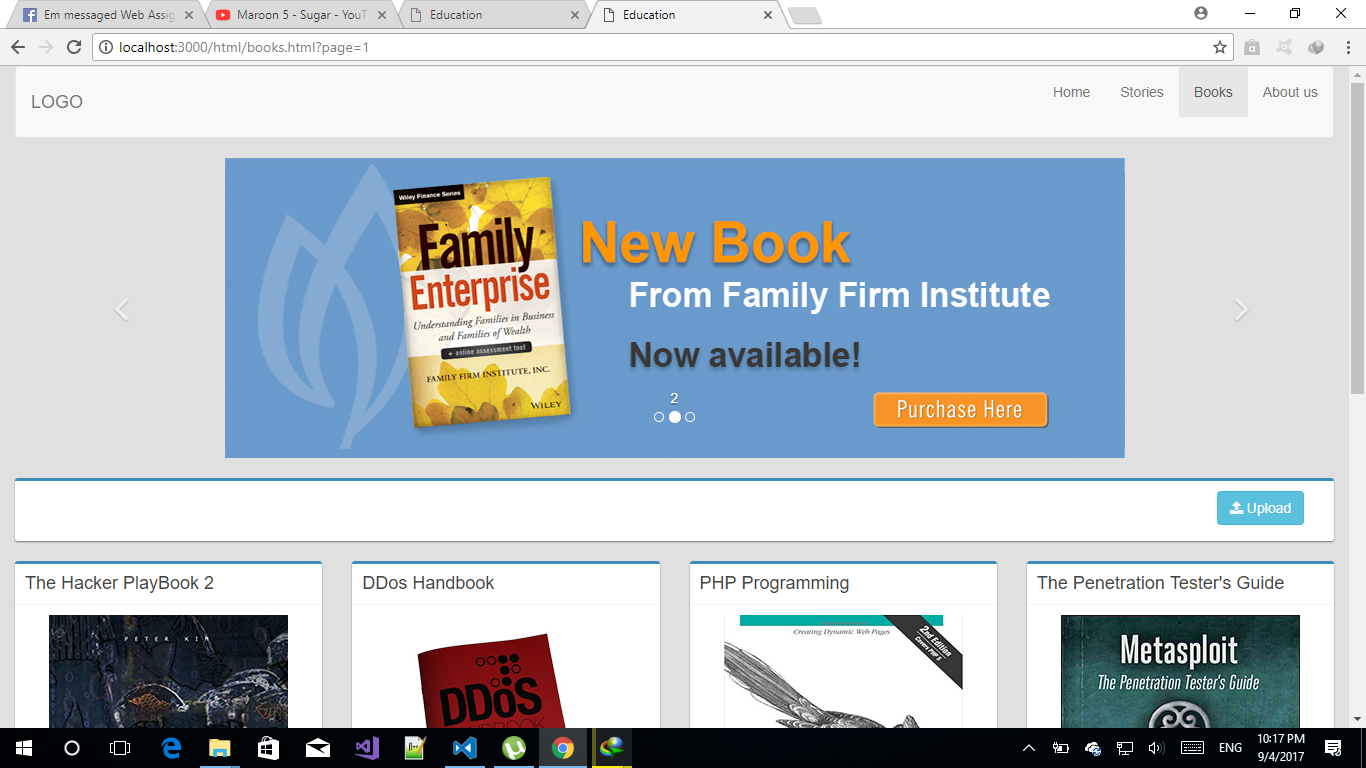 Em messaged Web Assig
Maroon 5 - Sugar - YouT
Education
Education
localhost:3000/html/books.html?page=1
LOGO
Home
Stories
Books
About us
Wiley Finance Series
Family
Enterprise
Understanding Families in Business
and Families of Wealth
+ online assessment tool
FAMILY FIRM INSTITUTE, INC.
WILEY
New Book
From Family Firm Institute
Now available!
2
Purchase Here
Upload
The Hacker PlayBook 2
DDos Handbook
PHP Programming
The Penetration Tester's Guide
PETER KIM
DDoS
HANDBOOK
Creating Dynamic Web Pages
2nd Edition
Covers PHP 5
Metasploit
The Penetration Tester's Guide
ENG
10:17 PM
9/4/2017